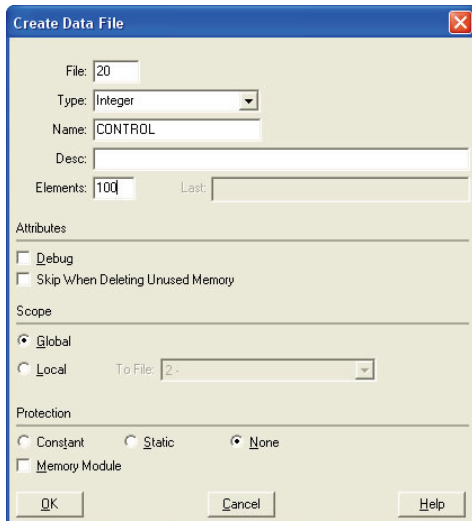 Create Data File
File: 20
Type: Integer
Name: CONTROL
Desc:
Elements: 100 Last:
Attributes
Debug
Skip When Deleting Unused Memory
Scope
Global
Local To File: 2 -
Protection
Constant Static None
Memory Module
OK Cancel Help